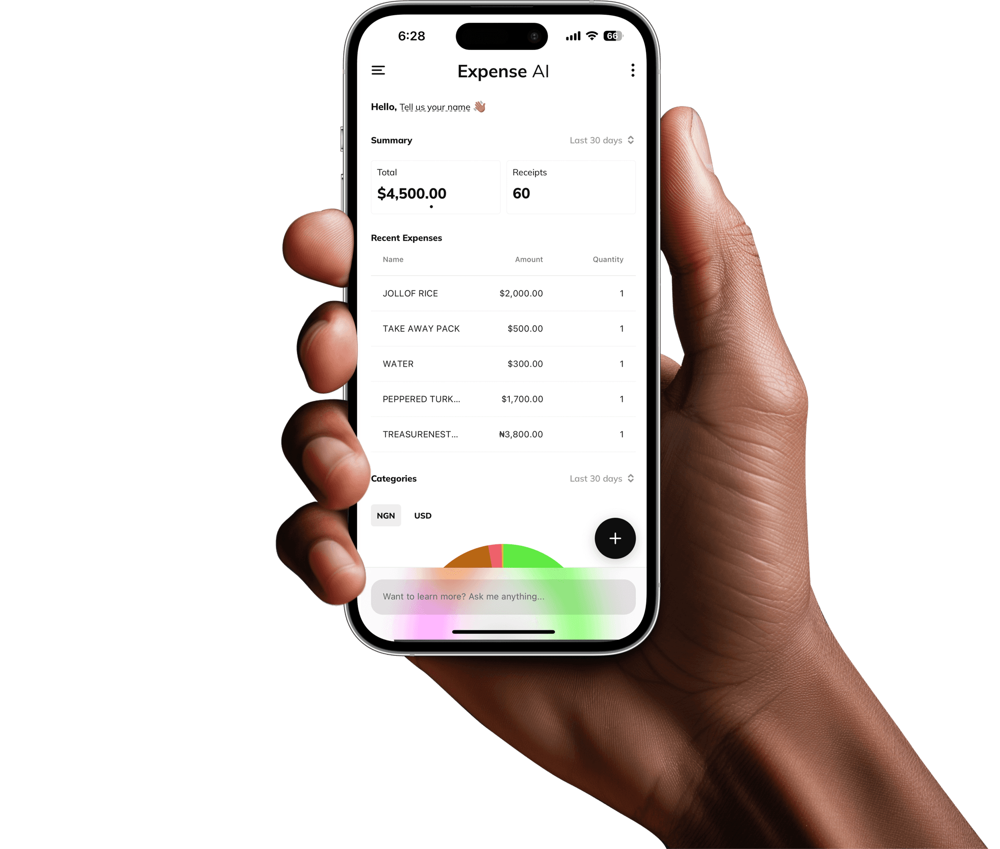 6:28 66
Expense AI
Hello, Tell us your name 👋🏽
Summary Last 30 days
Total Receipts
$4,500.00 60
Recent Expenses
Name Amount Quantity
JOLLOF RICE $2,000.00 1
TAKE AWAY PACK $500.00 1
WATER $300.00 1
PEPPERED TURK... $1,700.00 1
TREASURENEST... ₦3,800.00 1
Categories Last 30 days
NGN USD
Want to learn more? Ask me anything...